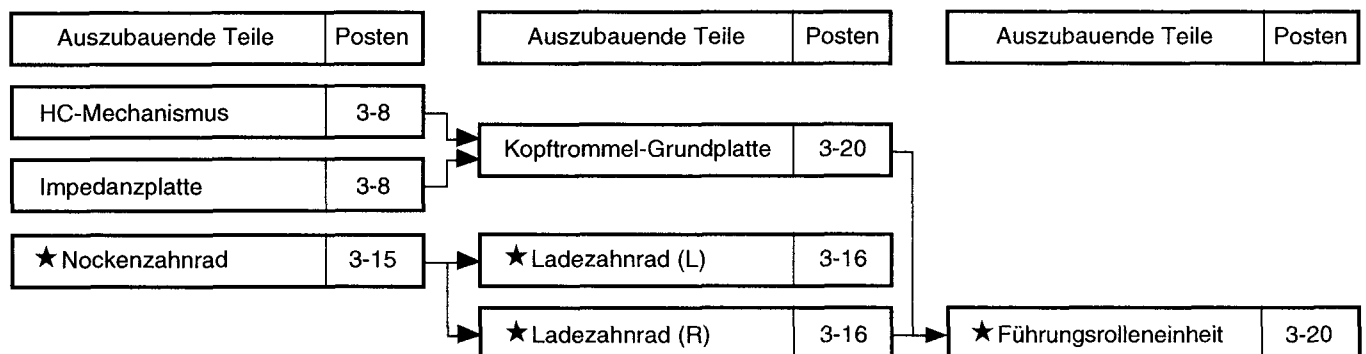 Auszubauende Teile Posten Auszubauende Teile Posten Auszubauende Teile Posten
HC-Mechanismus 3-8
Kopftrommel-Grundplatte 3-20
Impedanzplatte 3-8
★Nockenzahnrad 3-15 ★Ladezahnrad (L) 3-16
★Ladezahnrad (R) 3-16 ★Führungsrolleneinheit 3-20